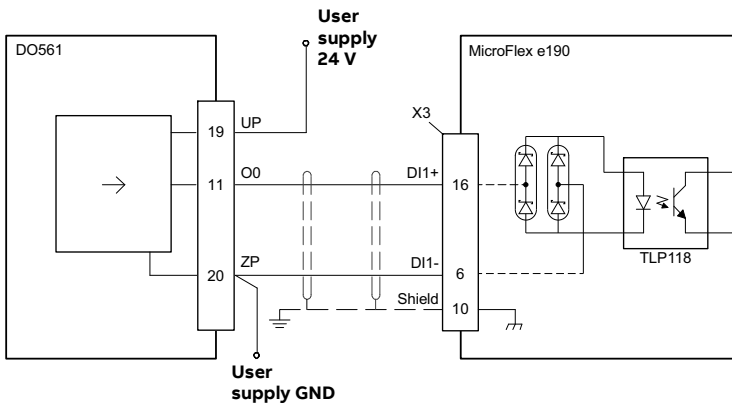 User
supply
24 V
DO561
MicroFlex e190
X3
19
UP
11
O0
DI1+
16
20
ZP
DI1-
6
TLP118
Shield
10
User
supply GND